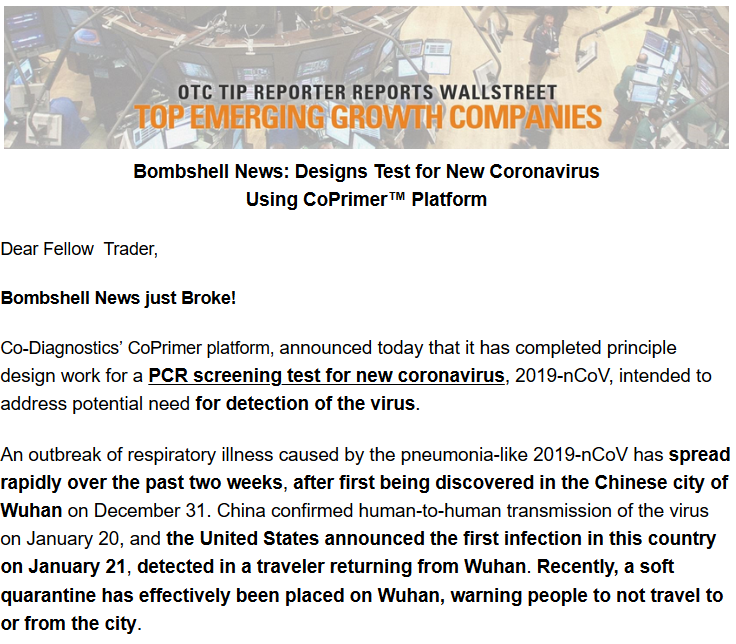 OTC TIP REPORTER REPORTS WALLSTREET
TOP EMERGING GROWTH COMPANIES
Bombshell News: Designs Test for New Coronavirus
Using CoPrimer™ Platform
Dear Fellow  Trader,
Bombshell News just Broke!
Co-Diagnostics’ CoPrimer platform, announced today that it has completed principle
design work for a PCR screening test for new coronavirus, 2019-nCoV, intended to
address potential need for detection of the virus.
An outbreak of respiratory illness caused by the pneumonia-like 2019-nCoV has spread
rapidly over the past two weeks, after first being discovered in the Chinese city of
Wuhan on December 31. China confirmed human-to-human transmission of the virus
on January 20, and the United States announced the first infection in this country
on January 21, detected in a traveler returning from Wuhan. Recently, a soft
quarantine has effectively been placed on Wuhan, warning people to not travel to
or from the city.